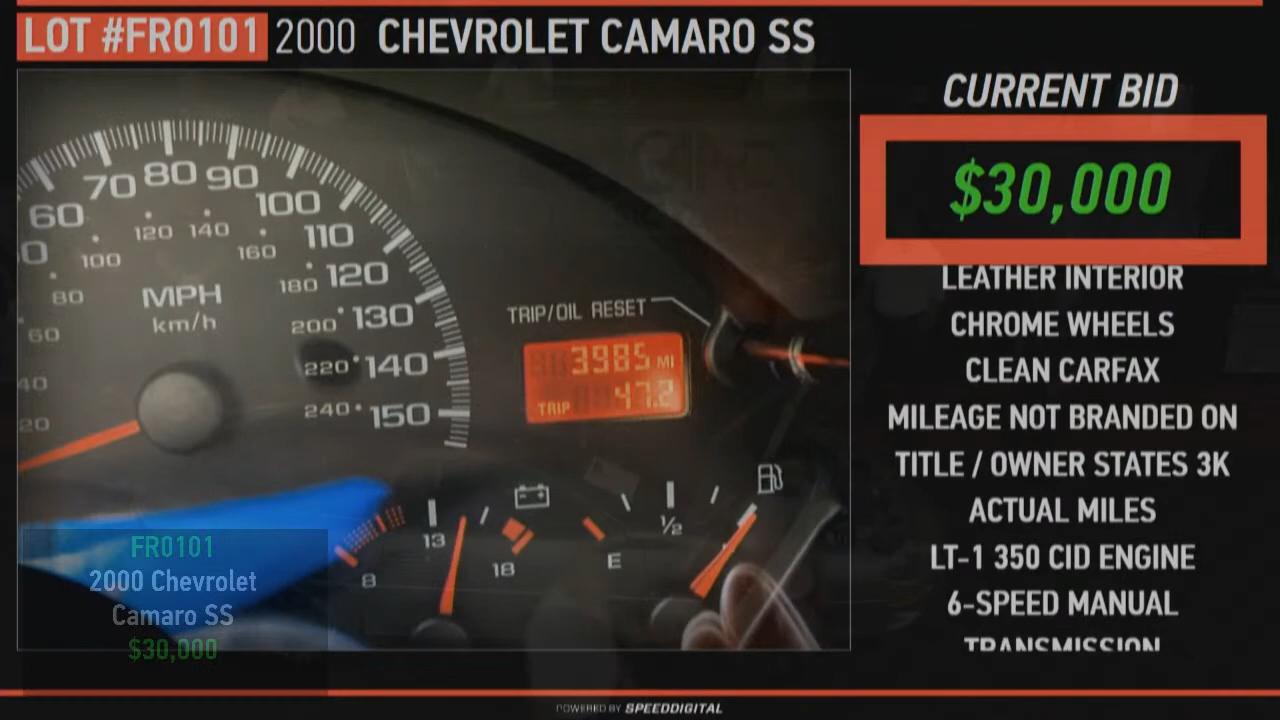 LOT #FR0101 2000 CHEVROLET CAMARO SS
CURRENT BID
$30,000
LEATHER INTERIOR
CHROME WHEELS
CLEAN CARFAX
MILEAGE NOT BRANDED ON
TITLE / OWNER STATES 3K
ACTUAL MILES
LT-1 350 CID ENGINE
6-SPEED MANUAL
TRANSMISSION
60 70 80 90 100 110 120 130 140 150
60 80 100 120 140 160 180 200 220 240
40
20
MPH
km/h
TRIP/OIL RESET
3985 MI
TRIP 47.2
8 13 18
E ½
FR0101
2000 Chevrolet
Camaro SS
$30,000
POWERED BY SPEEDDIGITAL